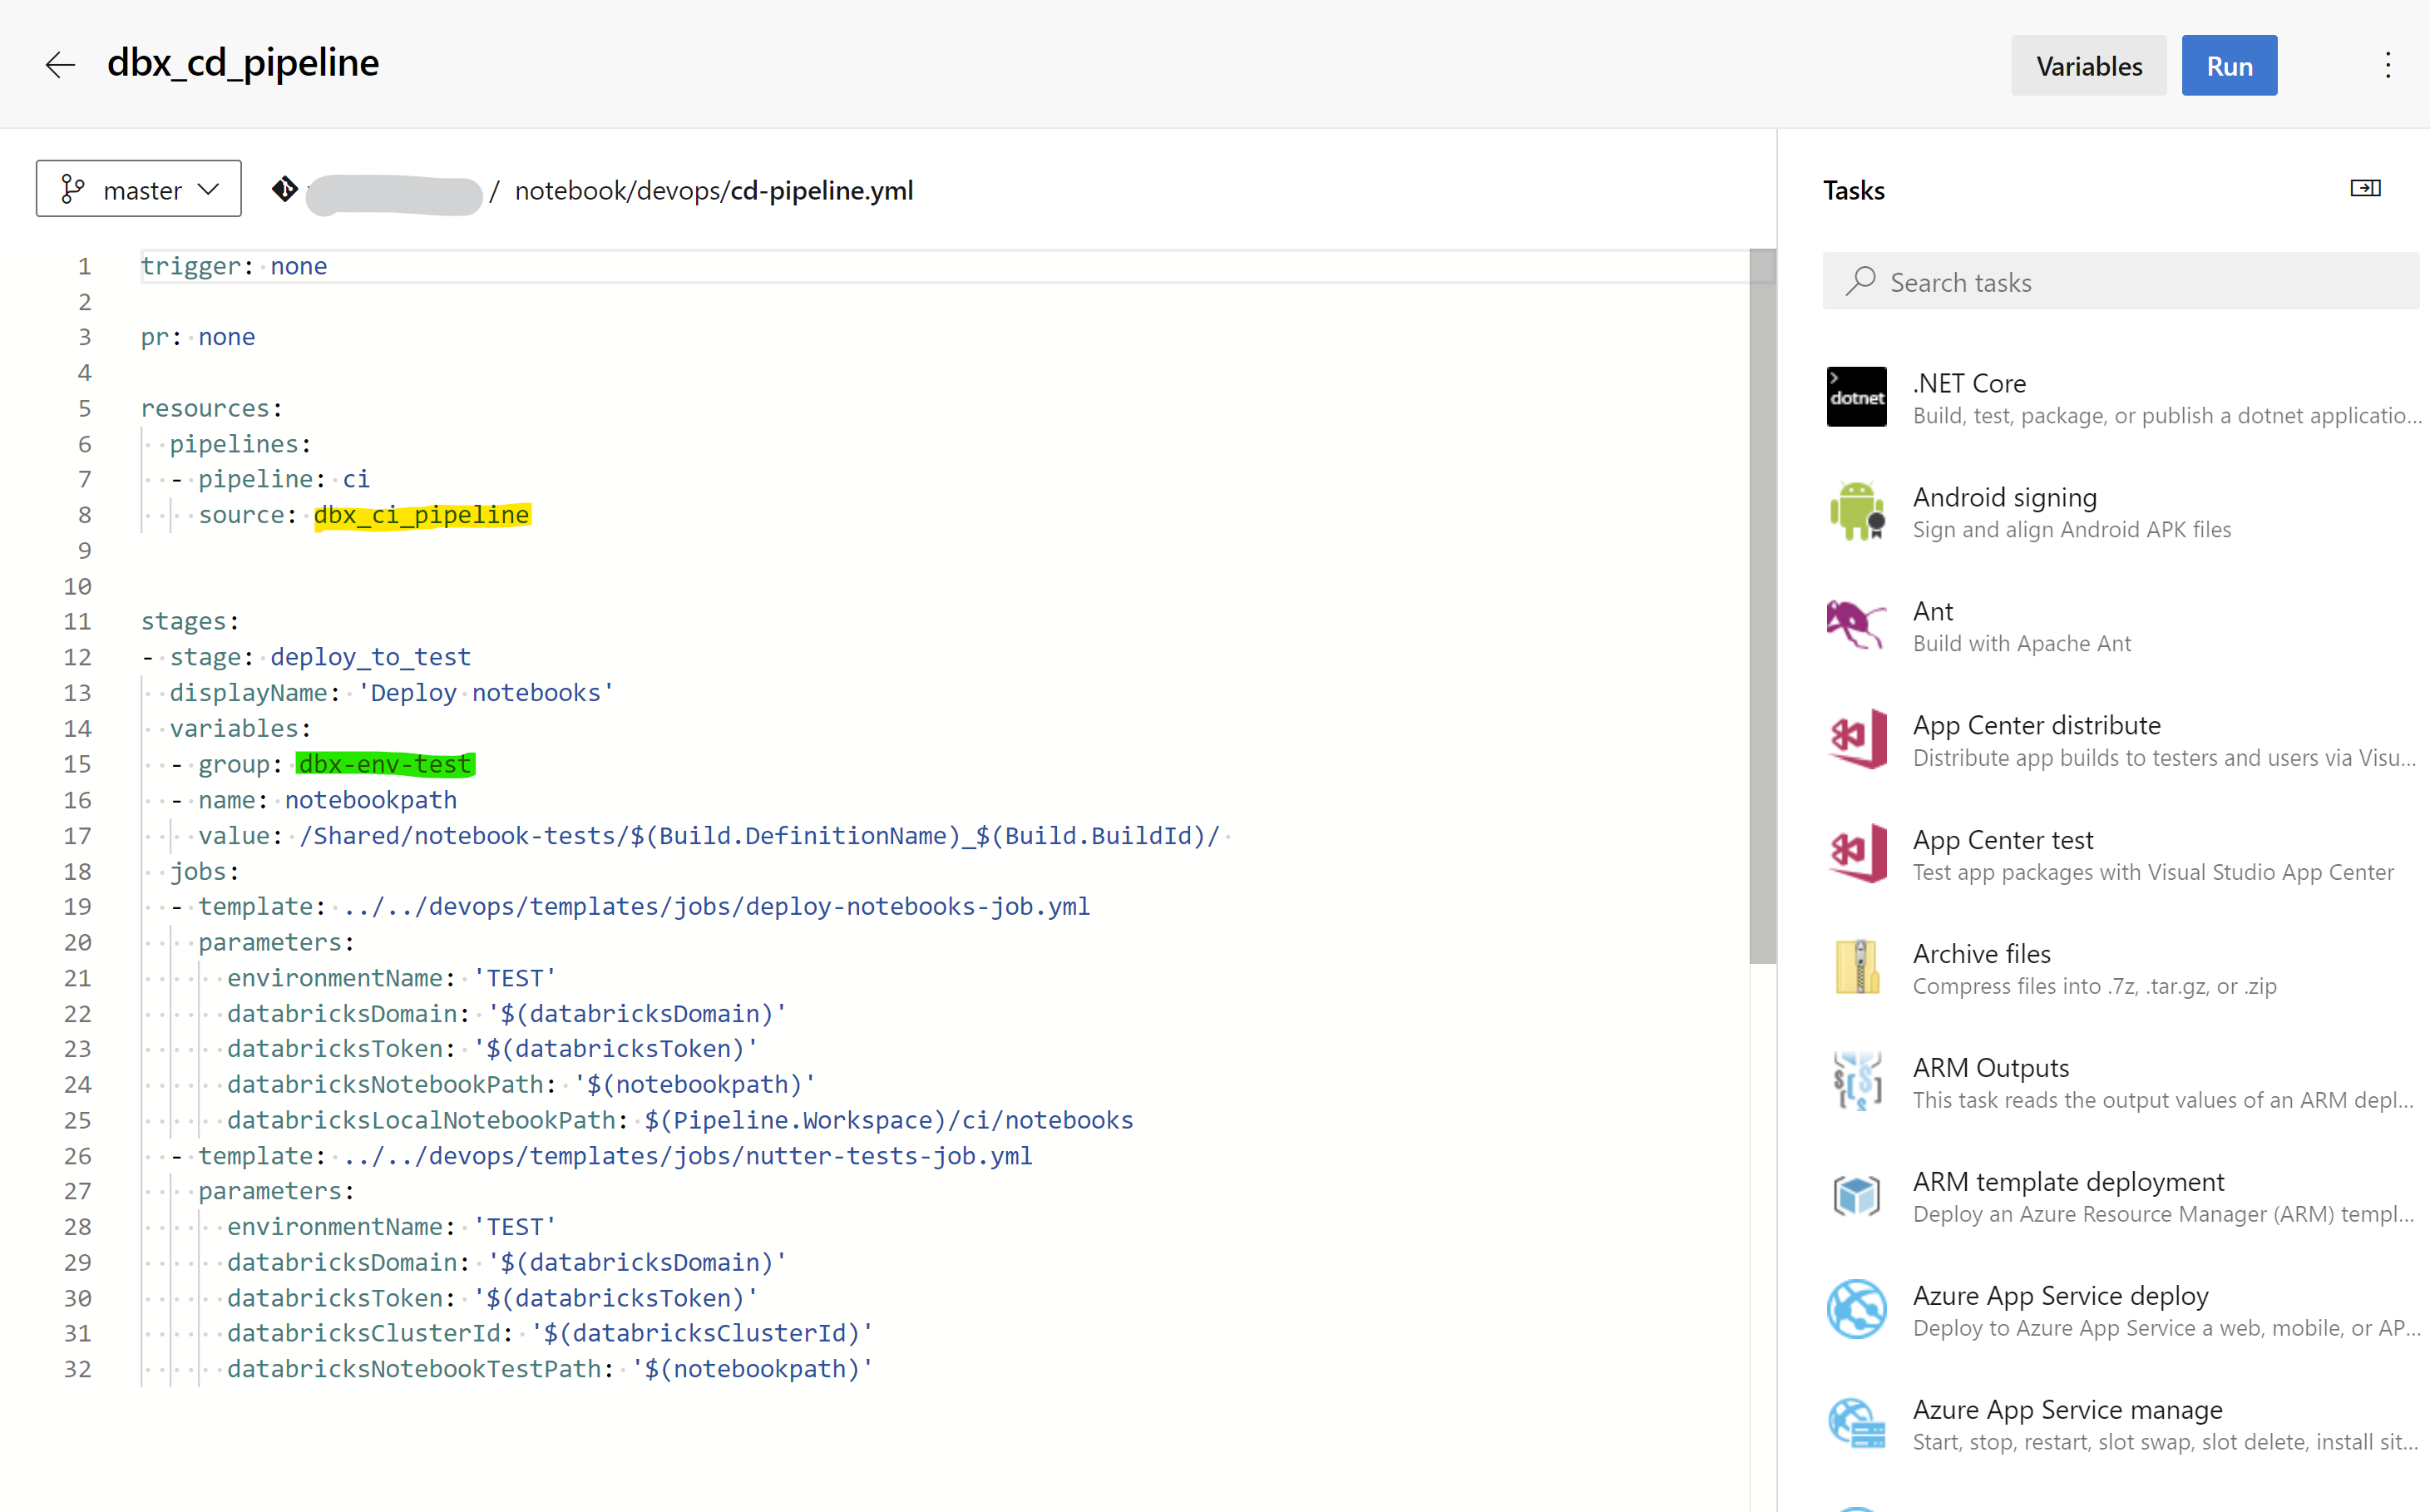 dbx_cd_pipeline
Variables
Run
master
/ notebook/devops/cd-pipeline.yml
1 trigger: none
2
3 pr: none
4
5 resources:
6   pipelines:
7   - pipeline: ci
8     source: dbx_ci_pipeline
9
10
11 stages:
12 - stage: deploy_to_test
13   displayName: 'Deploy notebooks'
14   variables:
15   - group: dbx-env-test
16   - name: notebookpath
17     value: /Shared/notebook-tests/$(Build.DefinitionName)_$(Build.BuildId)/
18   jobs:
19   - template: ../../devops/templates/jobs/deploy-notebooks-job.yml
20     parameters:
21       environmentName: 'TEST'
22       databricksDomain: '$(databricksDomain)'
23       databricksToken: '$(databricksToken)'
24       databricksNotebookPath: '$(notebookpath)'
25       databricksLocalNotebookPath: $(Pipeline.Workspace)/ci/notebooks
26   - template: ../../devops/templates/jobs/nutter-tests-job.yml
27     parameters:
28       environmentName: 'TEST'
29       databricksDomain: '$(databricksDomain)'
30       databricksToken: '$(databricksToken)'
31       databricksClusterId: '$(databricksClusterId)'
32       databricksNotebookTestPath: '$(notebookpath)'
Tasks
Search tasks
dotnet
.NET Core
Build, test, package, or publish a dotnet applicatio...
Android signing
Sign and align Android APK files
Ant
Build with Apache Ant
App Center distribute
Distribute app builds to testers and users via Visu...
App Center test
Test app packages with Visual Studio App Center
Archive files
Compress files into .7z, .tar.gz, or .zip
ARM Outputs
This task reads the output values of an ARM depl...
ARM template deployment
Deploy an Azure Resource Manager (ARM) templ...
Azure App Service deploy
Deploy to Azure App Service a web, mobile, or AP...
Azure App Service manage
Start, stop, restart, slot swap, slot delete, install sit...